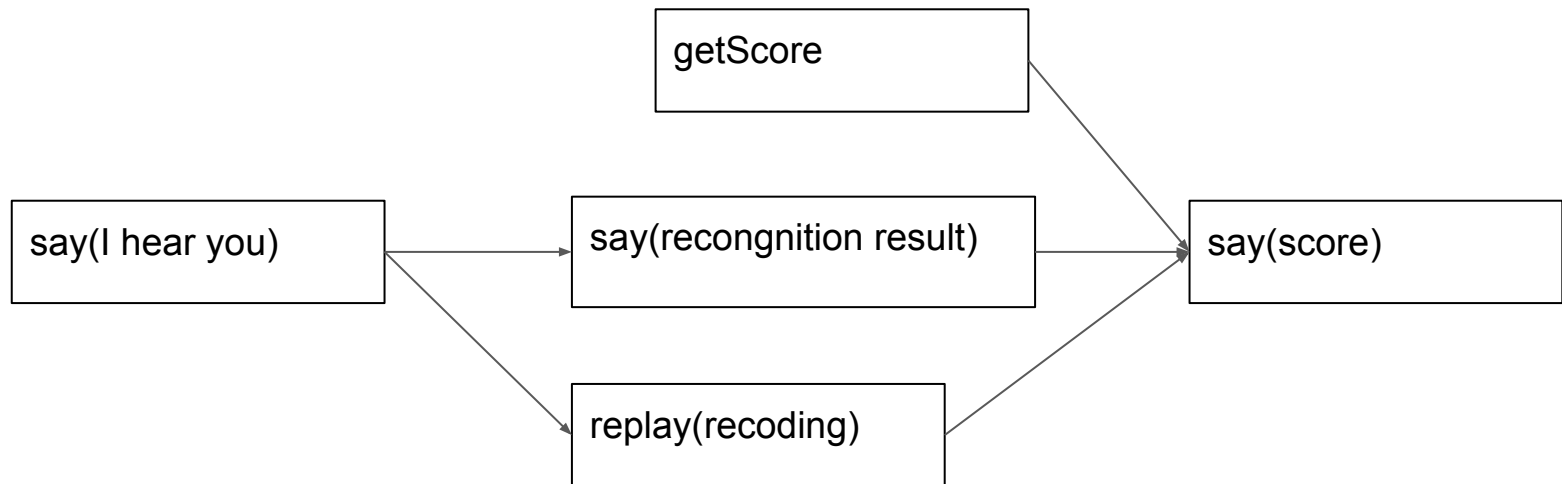 getScore
say(I hear you)
say(recongnition result)
say(score)
replay(recoding)